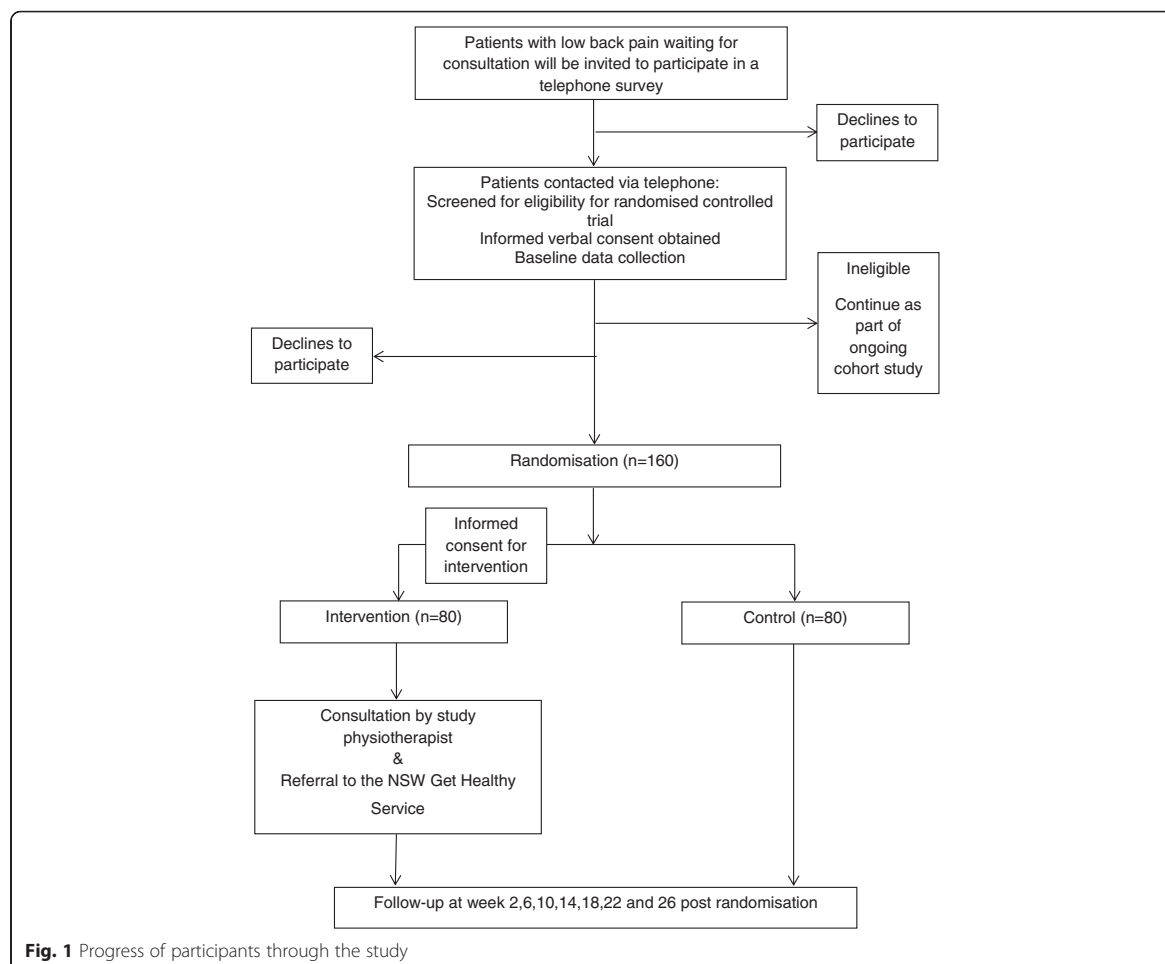 Patients with low back pain waiting for
consultation will be invited to participate in a
telephone survey
Declines to
participate
Patients contacted via telephone:
Screened for eligibility for randomised controlled
trial
Informed verbal consent obtained
Baseline data collection
Ineligible
Continue as
part of
ongoing
cohort study
Declines to
participate
Randomisation (n=160)
Informed
consent for
intervention
Intervention (n=80)
Control (n=80)
Consultation by study
physiotherapist
&
Referral to the NSW Get Healthy
Service
Follow-up at week 2,6,10,14,18,22 and 26 post randomisation
Fig. 1 Progress of participants through the study